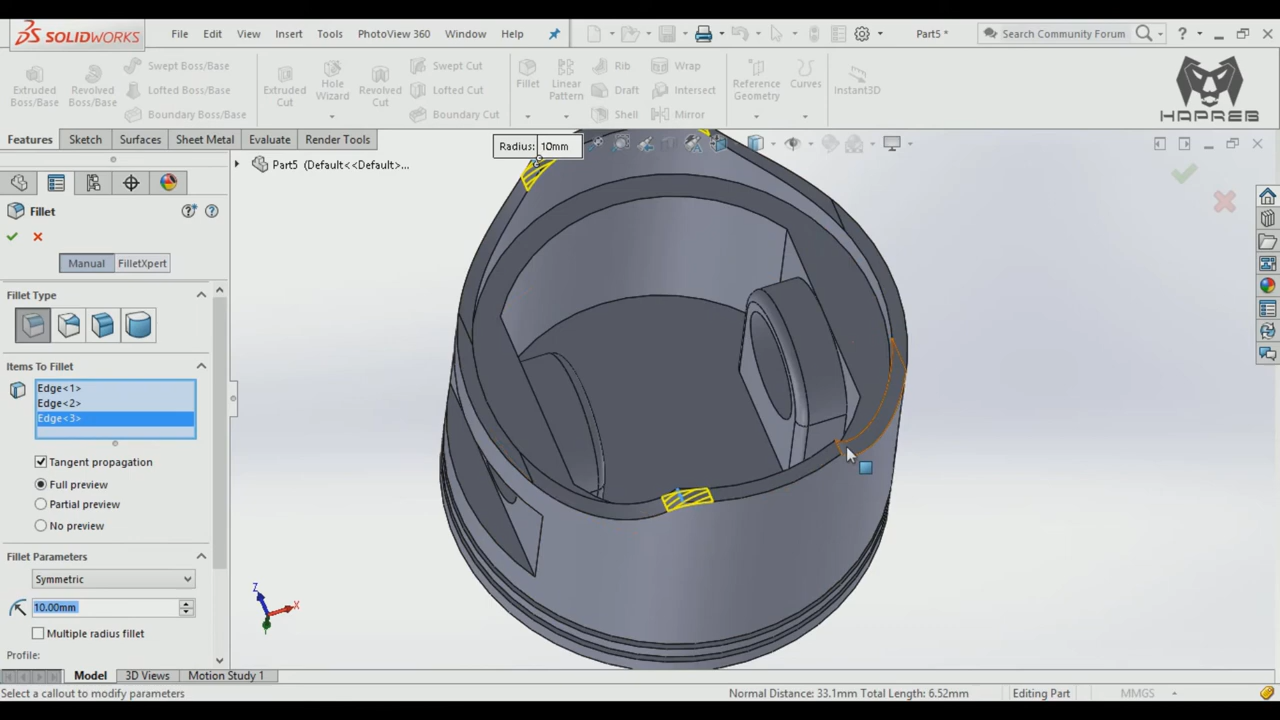 SOLIDWORKS File Edit View Insert Tools PhotoView 360 Window Help Part5 * Search Community Forum ?
Extruded Boss/Base
Revolved Boss/Base
Swept Boss/Base
Lofted Boss/Base
Boundary Boss/Base
Extruded Cut
Hole Wizard
Revolved Cut
Swept Cut
Lofted Cut
Boundary Cut
Fillet
Linear Pattern
Rib
Draft
Shell
Wrap
Intersect
Mirror
Reference Geometry
Curves
Instant3D
HAPREB
Features Sketch Surfaces Sheet Metal Evaluate Render Tools
Radius: 10mm
Part5 (Default<<Default>...
Fillet
Manual FilletXpert
Fillet Type
Items To Fillet
Edge<1>
Edge<2>
Edge<3>
Tangent propagation
Full preview
Partial preview
No preview
Fillet Parameters
Symmetric
10.00mm
Multiple radius fillet
Profile:
Z
X
Model 3D Views Motion Study 1
Select a callout to modify parameters Normal Distance: 33.1mm Total Length: 6.52mm Editing Part MMGS